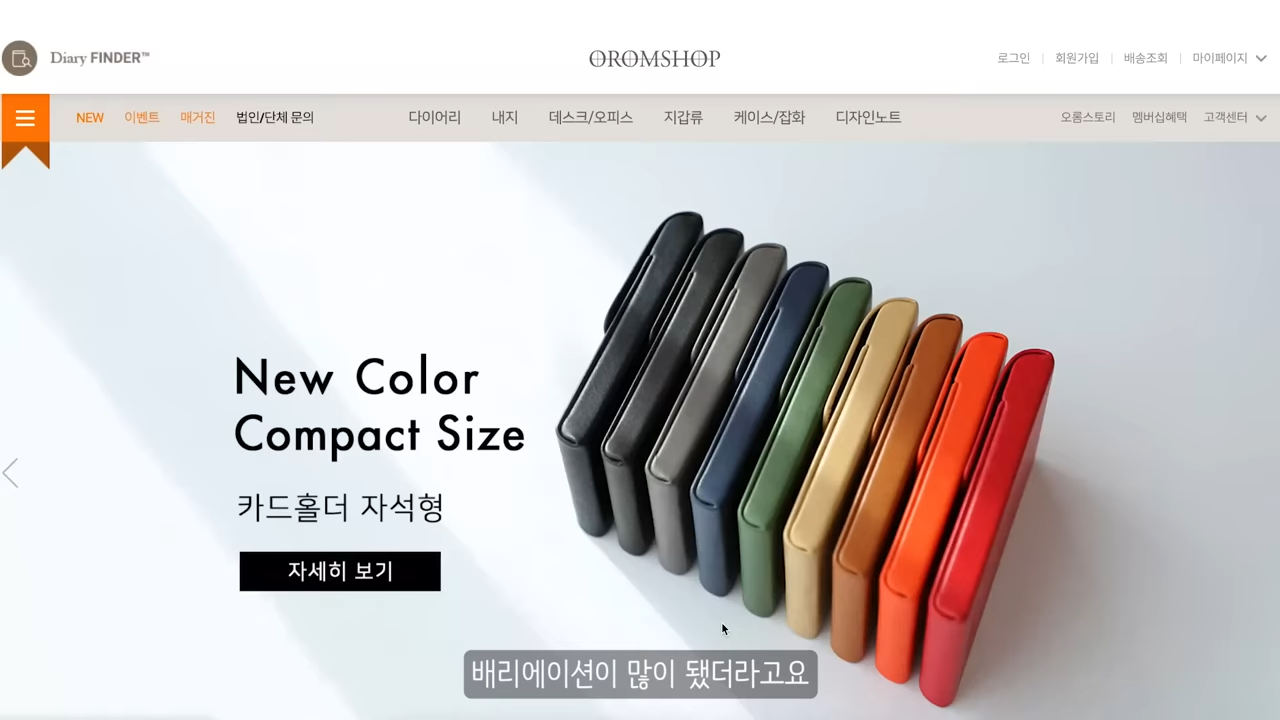 Diary FINDER™
OROMSHOP
로그인 | 회원가입 | 배송조회 | 마이페이지
NEW 이벤트 매거진 법인/단체 문의 다이어리 내지 데스크/오피스 지갑류 케이스/잡화 디자인노트 오롬스토리 멤버십혜택 고객센터
New Color
Compact Size
카드홀더 자석형
자세히 보기
배리에이션이 많이 됐더라고요